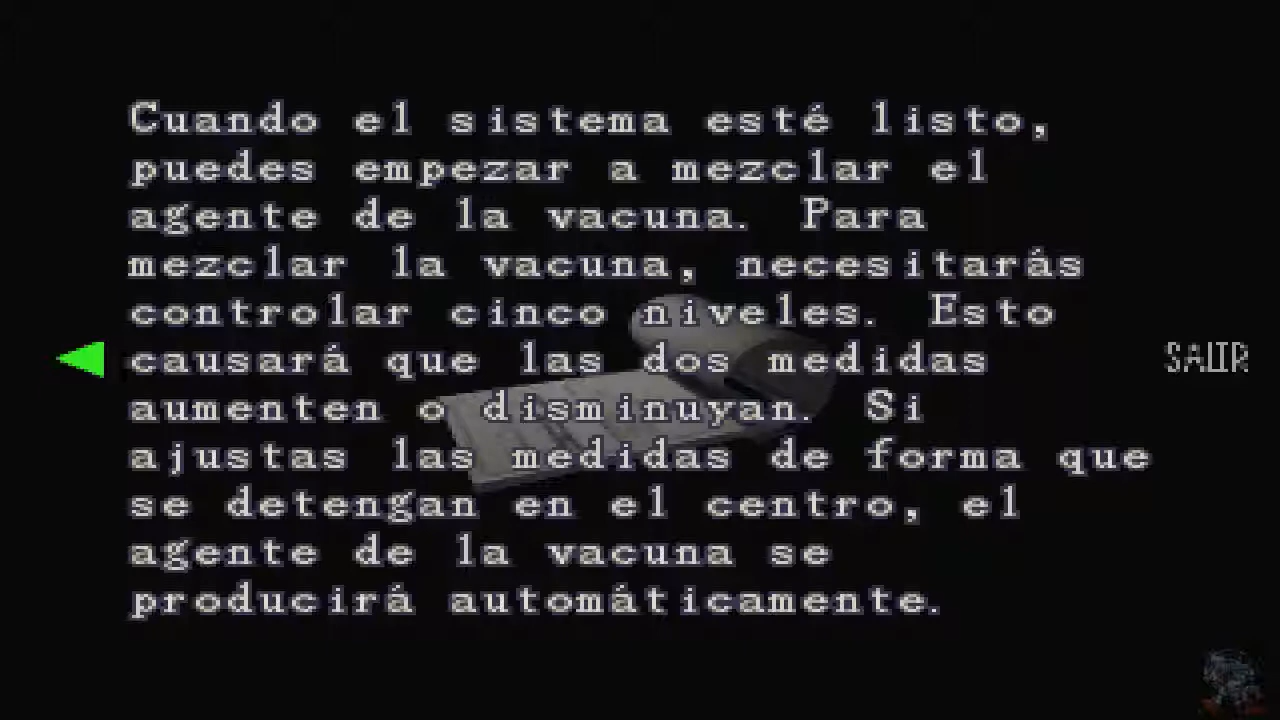 Cuando el sistema esté listo,
puedes empezar a mezclar el
agente de la vacuna. Para
mezclar la vacuna, necesitarás
controlar cinco niveles. Esto
causará que las dos medidas
aumenten o disminuyan. Si
ajustas las medidas de forma que
se detengan en el centro, el
agente de la vacuna se
producirá automáticamente.
SALIR